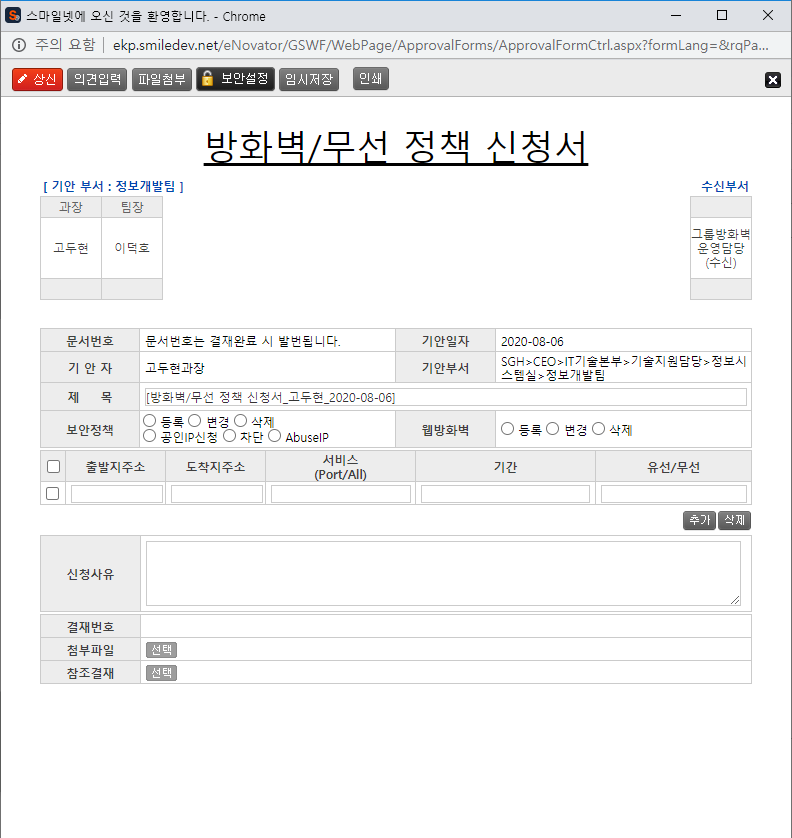 스마일넷에 오신 것을 환영합니다. - Chrome
주의 요함 ekp.smiledev.net/eNovator/GSWF/WebPage/ApprovalForms/ApprovalFormCtrl.aspx?formLang=&rqPa...
상신 의견입력 파일첨부 보안설정 임시저장 인쇄
방화벽/무선 정책 신청서
[ 기안 부서 : 정보개발팀 ] 수신부서
과장 팀장
고두현 이덕호
그룹방화벽
운영담당
(수신)
문서번호 문서번호는 결재완료 시 발번됩니다. 기안일자 2020-08-06
기 안 자 고두현과장 기안부서 SGH>CEO>IT기술본부>기술지원담당>정보시
스템실>정보개발팀
제 목 [방화벽/무선 정책 신청서_고두현_2020-08-06]
보안정책 등록 변경 삭제
공인IP신청 차단 AbuseIP
웹방화벽 등록 변경 삭제
출발지주소 도착지주소 서비스
(Port/All) 기간 유선/무선
추가 삭제
신청사유
결재번호
첨부파일 선택
참조결재 선택